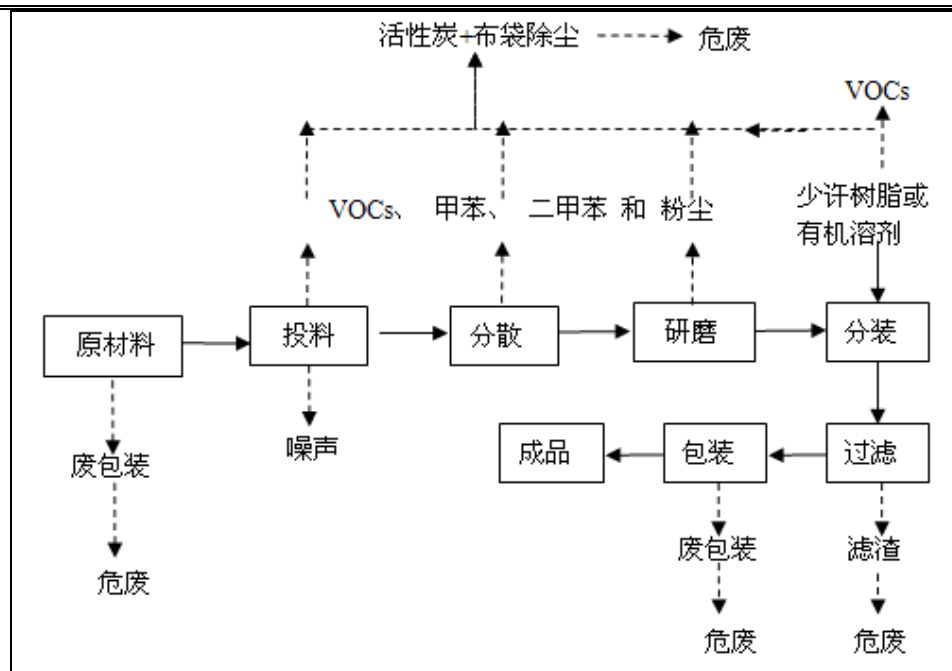 活性炭+布袋除尘 危废
VOCs
VOCs、 甲苯、 二甲苯 和 粉尘
少许树脂或
有机溶剂
原材料 投料 分散 研磨 分装
噪声 成品 包装 过滤
废包装 废包装 滤渣
危废 危废 危废